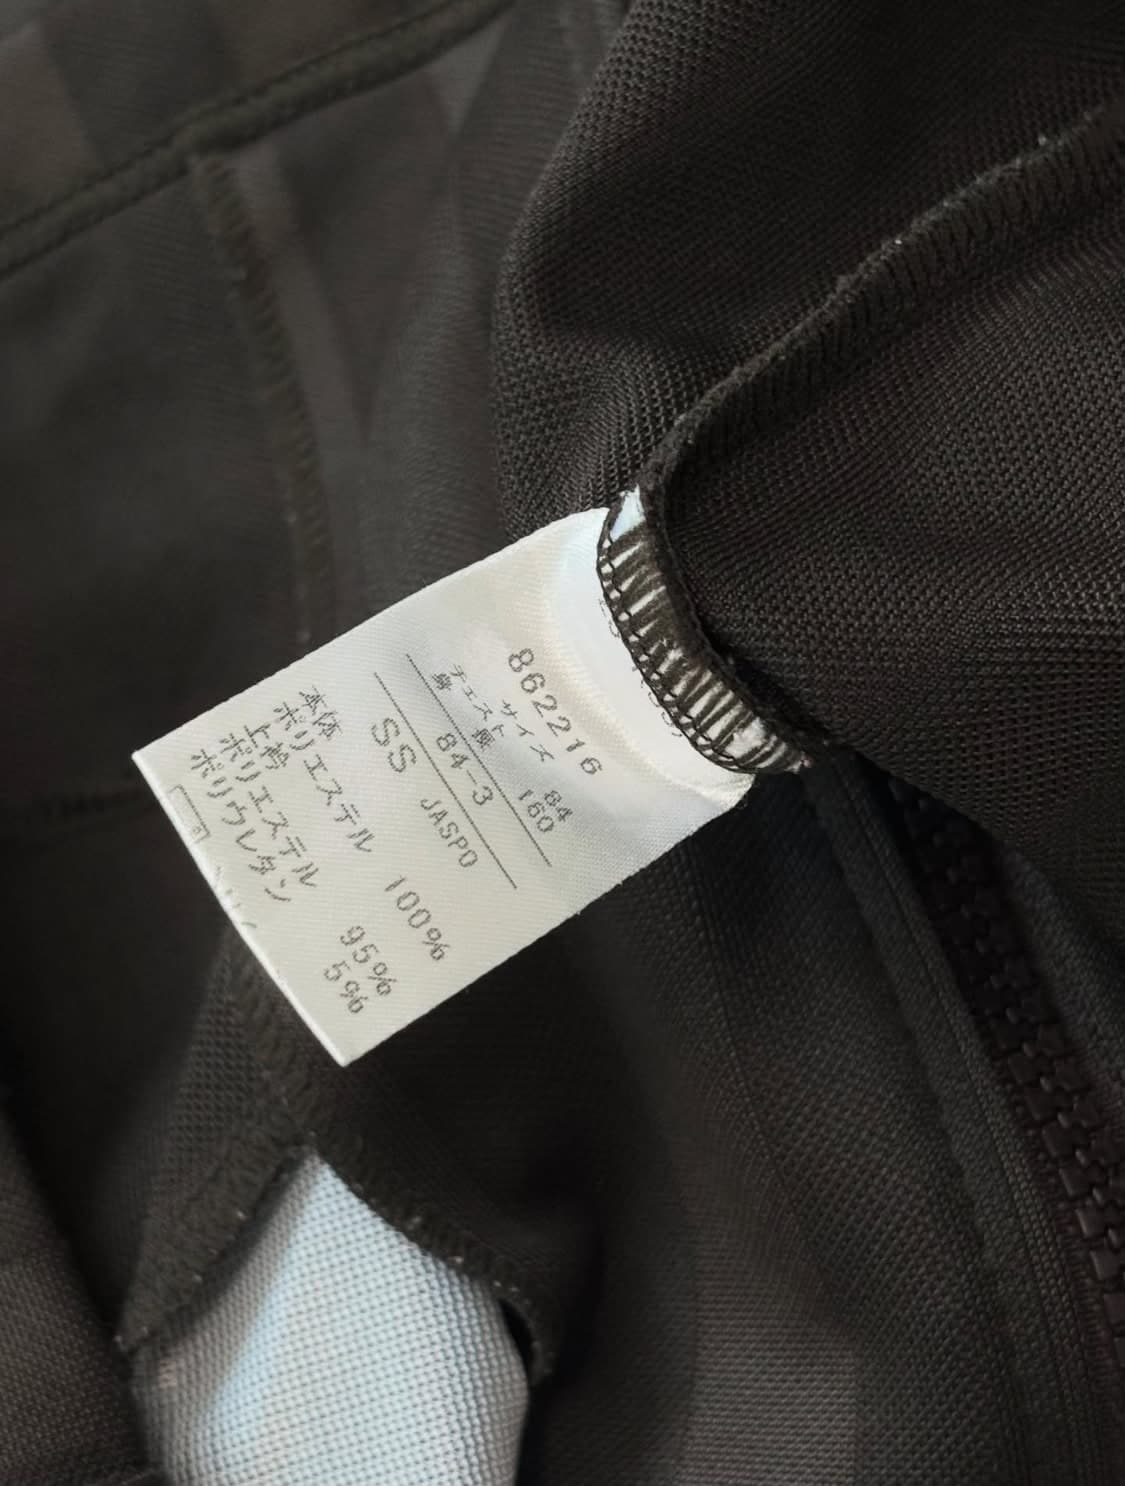 862216
サイズ
チェスト 84
身長 160
84-3
SS JASPO
本体
ポリエステル 100%
上衿
ポリエステル 95%
ポリウレタン 5%